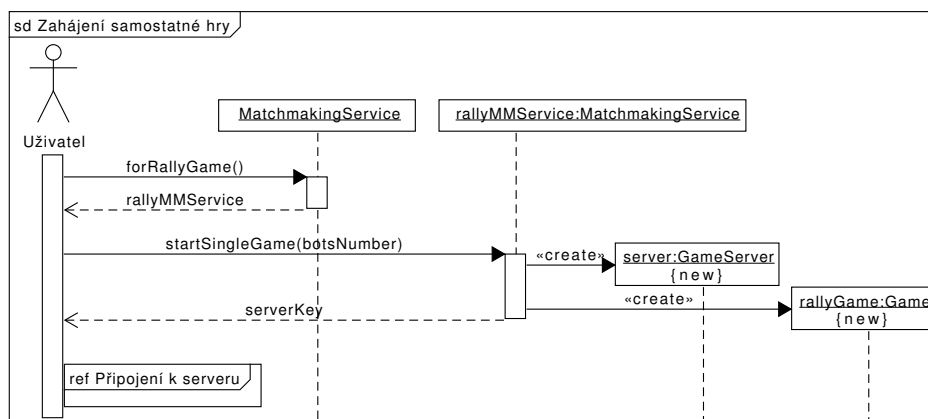 sd Zahájení samostatné hry
Uživatel
MatchmakingService
rallyMMService:MatchmakingService
forRallyGame()
rallyMMService
startSingleGame(botsNumber)
«create»
server:GameServer
{new}
«create»
rallyGame:Game
{new}
serverKey
ref Připojení k serveru